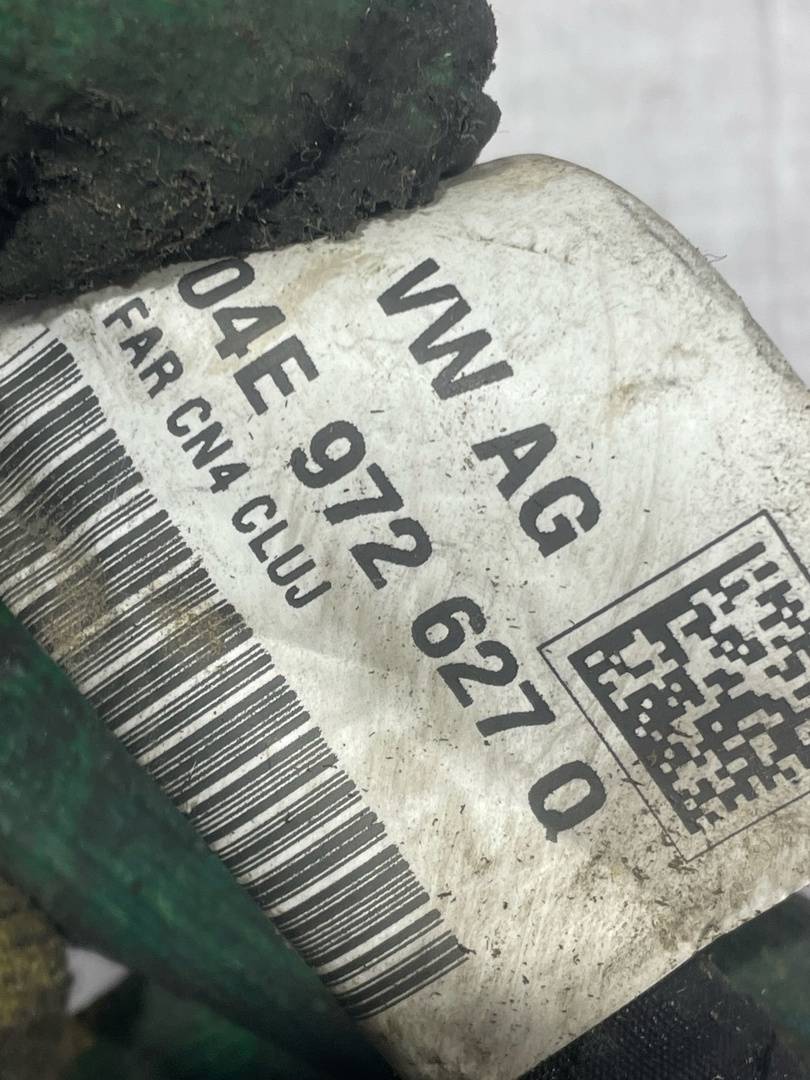 VW AG
04E 972 627 Q
FAR CN4 CLUJ